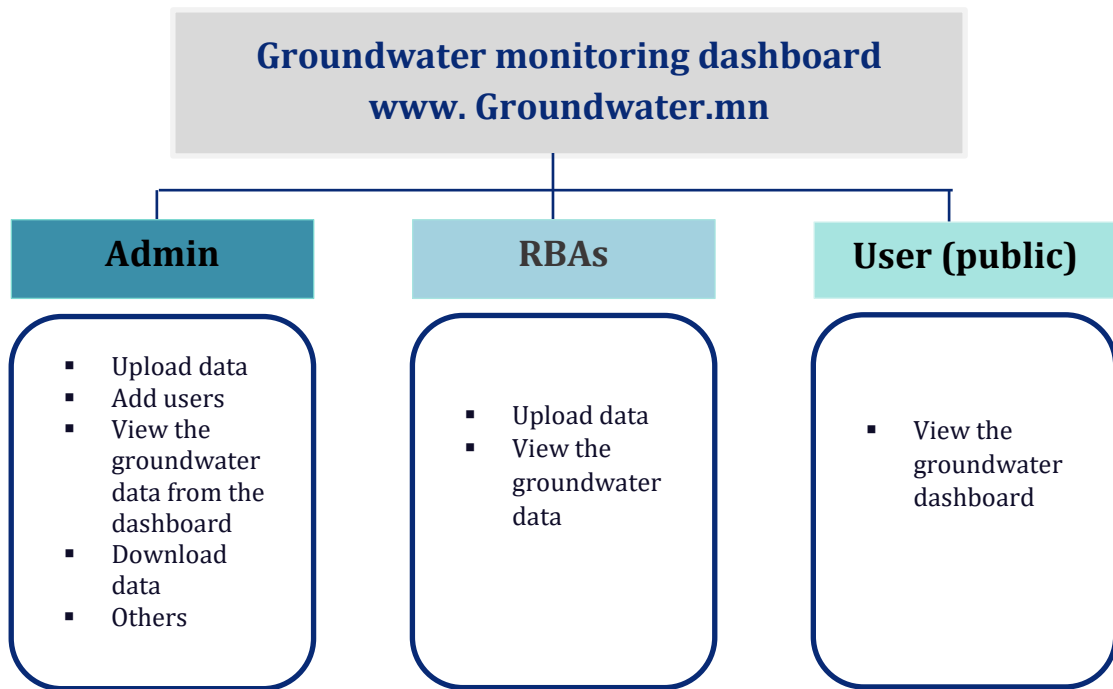 Groundwater monitoring dashboard
www. Groundwater.mn
Admin
▪ Upload data
▪ Add users
▪ View the
groundwater
data from the
dashboard
▪ Download
data
▪ Others
RBAs
▪ Upload data
▪ View the
groundwater
data
User (public)
▪ View the
groundwater
dashboard